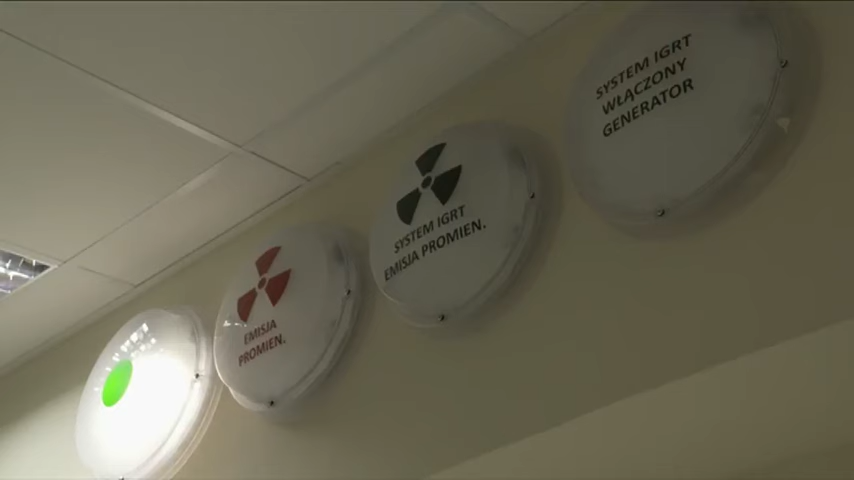 EMISJA
PROMIEN.
SYSTEM IGRT
EMISJA PROMIEN.
SYSTEM IGRT
WŁĄCZONY
GENERATOR